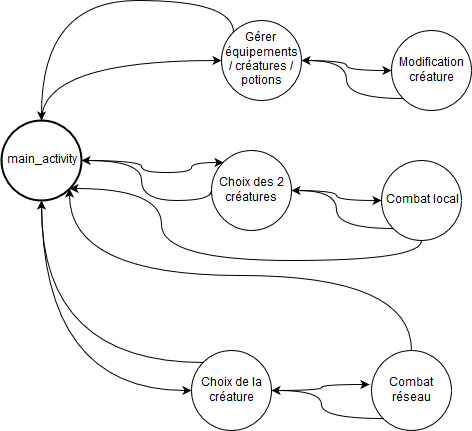 Gérer
équipements
/ créatures /
potions
Modification
créature
main_activity
Choix des 2
créatures
Combat local
Choix de la
créature
Combat
réseau